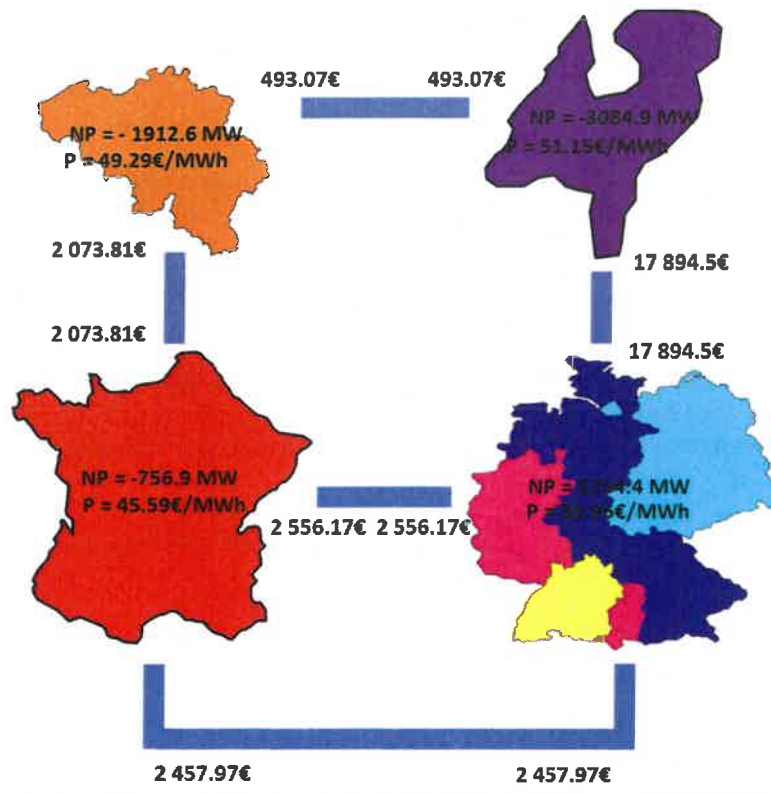 493.07€ 493.07€
NP = - 1912.6 MW
P = 49.29€/MWh
NP = -3084.9 MW
P = 51.15€/MWh
2 073.81€
17 894.5€
2 073.81€
17 894.5€
NP = -756.9 MW
P = 45.59€/MWh
NP = MW
P =
2 556.17€ 2 556.17€
2 457.97€ 2 457.97€